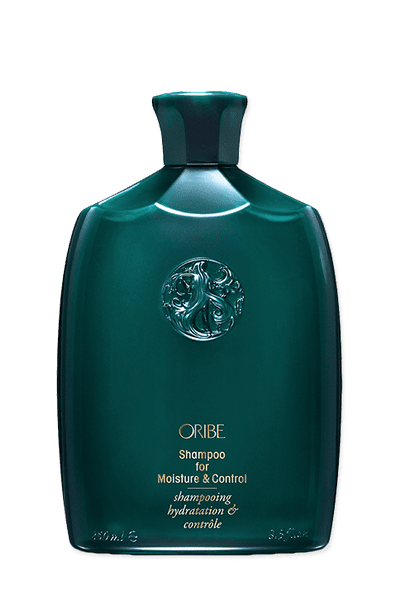 ORIBE
Shampoo
for
Moisture & Control
shampooing
hydratation &
contrôle